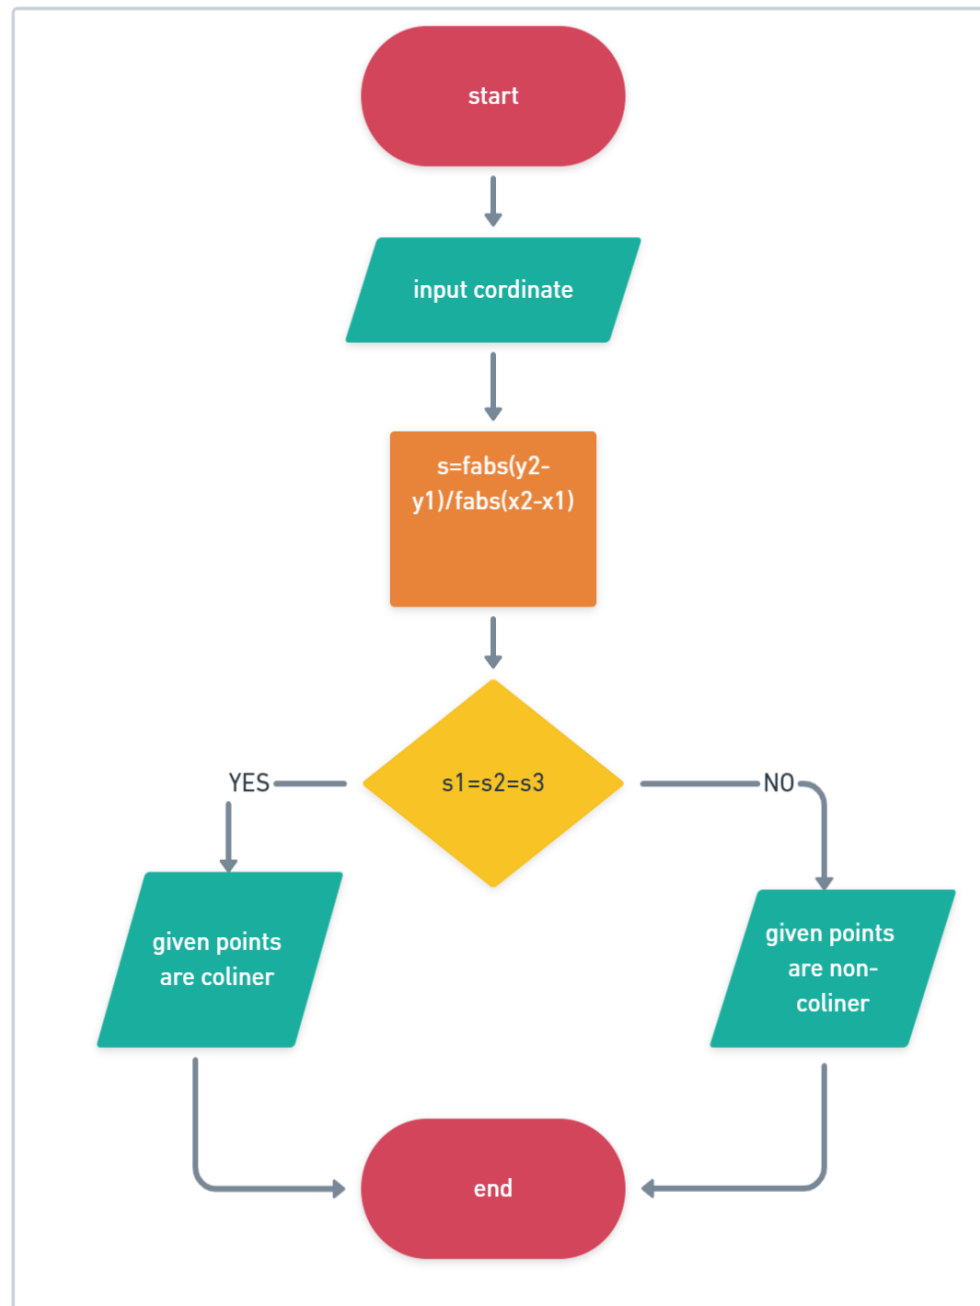 start
input cordinate
s=fabs(y2-
y1)/fabs(x2-x1)
s1=s2=s3
YES
NO
given points
are coliner
given points
are non-
coliner
end